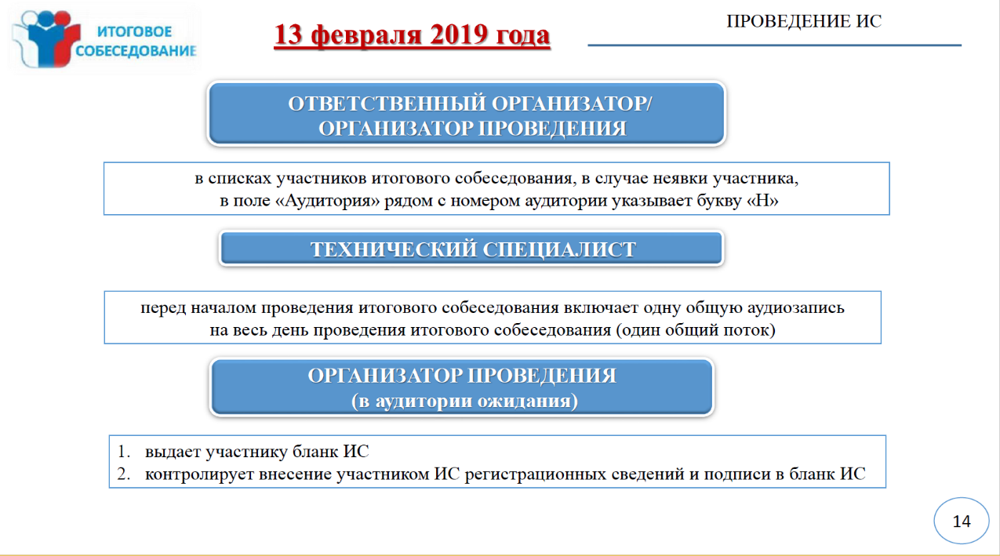 ИТОГОВОЕ
СОБЕСЕДОВАНИЕ
13 февраля 2019 года
ПРОВЕДЕНИЕ ИС
ОТВЕТСТВЕННЫЙ ОРГАНИЗАТОР/
ОРГАНИЗАТОР ПРОВЕДЕНИЯ
в списках участников итогового собеседования, в случае неявки участника,
в поле «Аудитория» рядом с номером аудитории указывает букву «Н»
ТЕХНИЧЕСКИЙ СПЕЦИАЛИСТ
перед началом проведения итогового собеседования включает одну общую аудиозапись
на весь день проведения итогового собеседования (один общий поток)
ОРГАНИЗАТОР ПРОВЕДЕНИЯ
(в аудитории ожидания)
1. выдает участнику бланк ИС
2. контролирует внесение участником ИС регистрационных сведений и подписи в бланк ИС
14